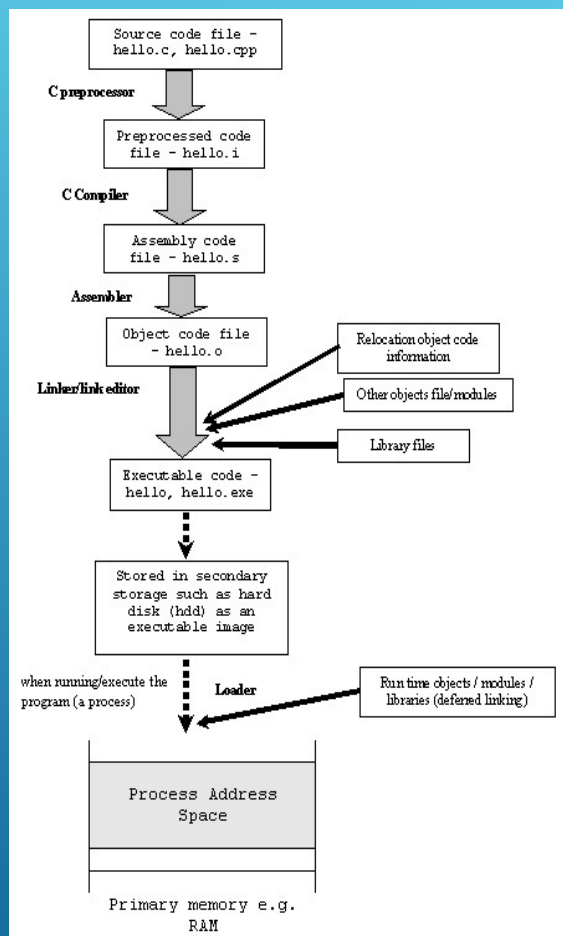 Source code file -
hello.c, hello.cpp
C preprocessor
Preprocessed code
file - hello.i
C Compiler
Assembly code
file - hello.s
Assembler
Object code file
- hello.o
Linker/link editor
Relocation object code
information
Other objects file/modules
Library files
Executable code -
hello, hello.exe
Stored in secondary
storage such as hard
disk (hdd) as an
executable image
when running/execute the
program (a process)
Loader
Run time objects / modules /
libraries (deferred linking)
Process Address
Space
Primary memory e.g.
RAM